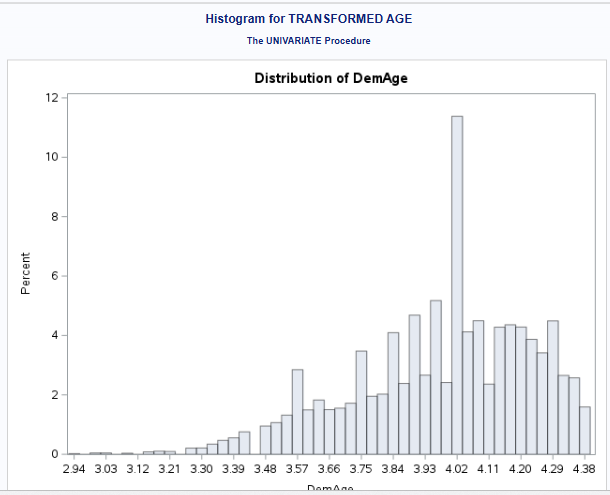 Histogram for TRANSFORMED AGE
The UNIVARIATE Procedure
Distribution of DemAge
12
10
8
6
4
2
0
Percent
2.94 3.03 3.12 3.21 3.30 3.39 3.48 3.57 3.66 3.75 3.84 3.93 4.02 4.11 4.20 4.29 4.38
DemAge